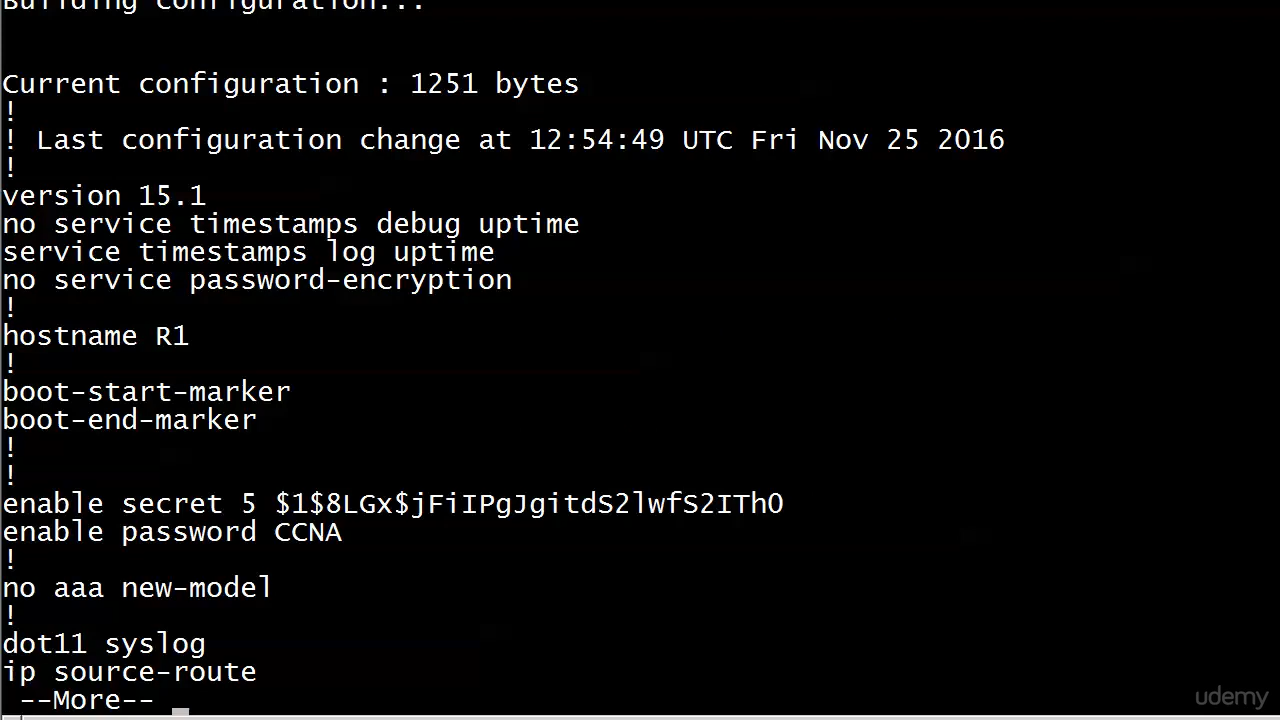 Building configuration...
Current configuration : 1251 bytes
!
! Last configuration change at 12:54:49 UTC Fri Nov 25 2016
!
version 15.1
no service timestamps debug uptime
service timestamps log uptime
no service password-encryption
!
hostname R1
!
boot-start-marker
boot-end-marker
!
!
enable secret 5 $1$8LGx$jFiIPgJgitdS2lwfS2ITh0
enable password CCNA
!
no aaa new-model
!
dot11 syslog
ip source-route
--More--
udemy